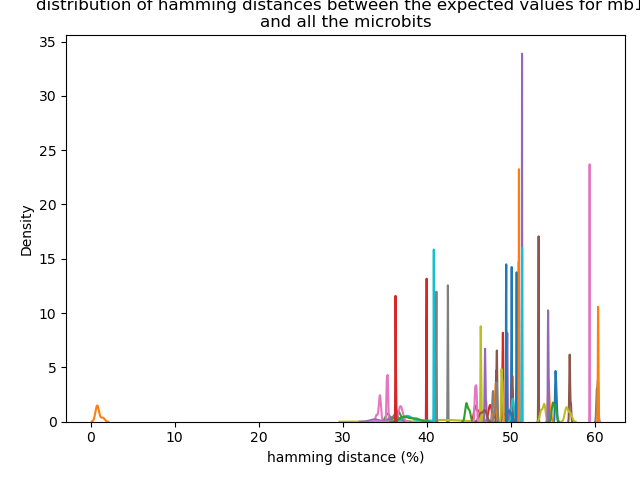 distribution of hamming distances between the expected values for mb1
and all the microbits
35
30
25
20
15
10
5
0
Density
0 10 20 30 40 50 60
hamming distance (%)